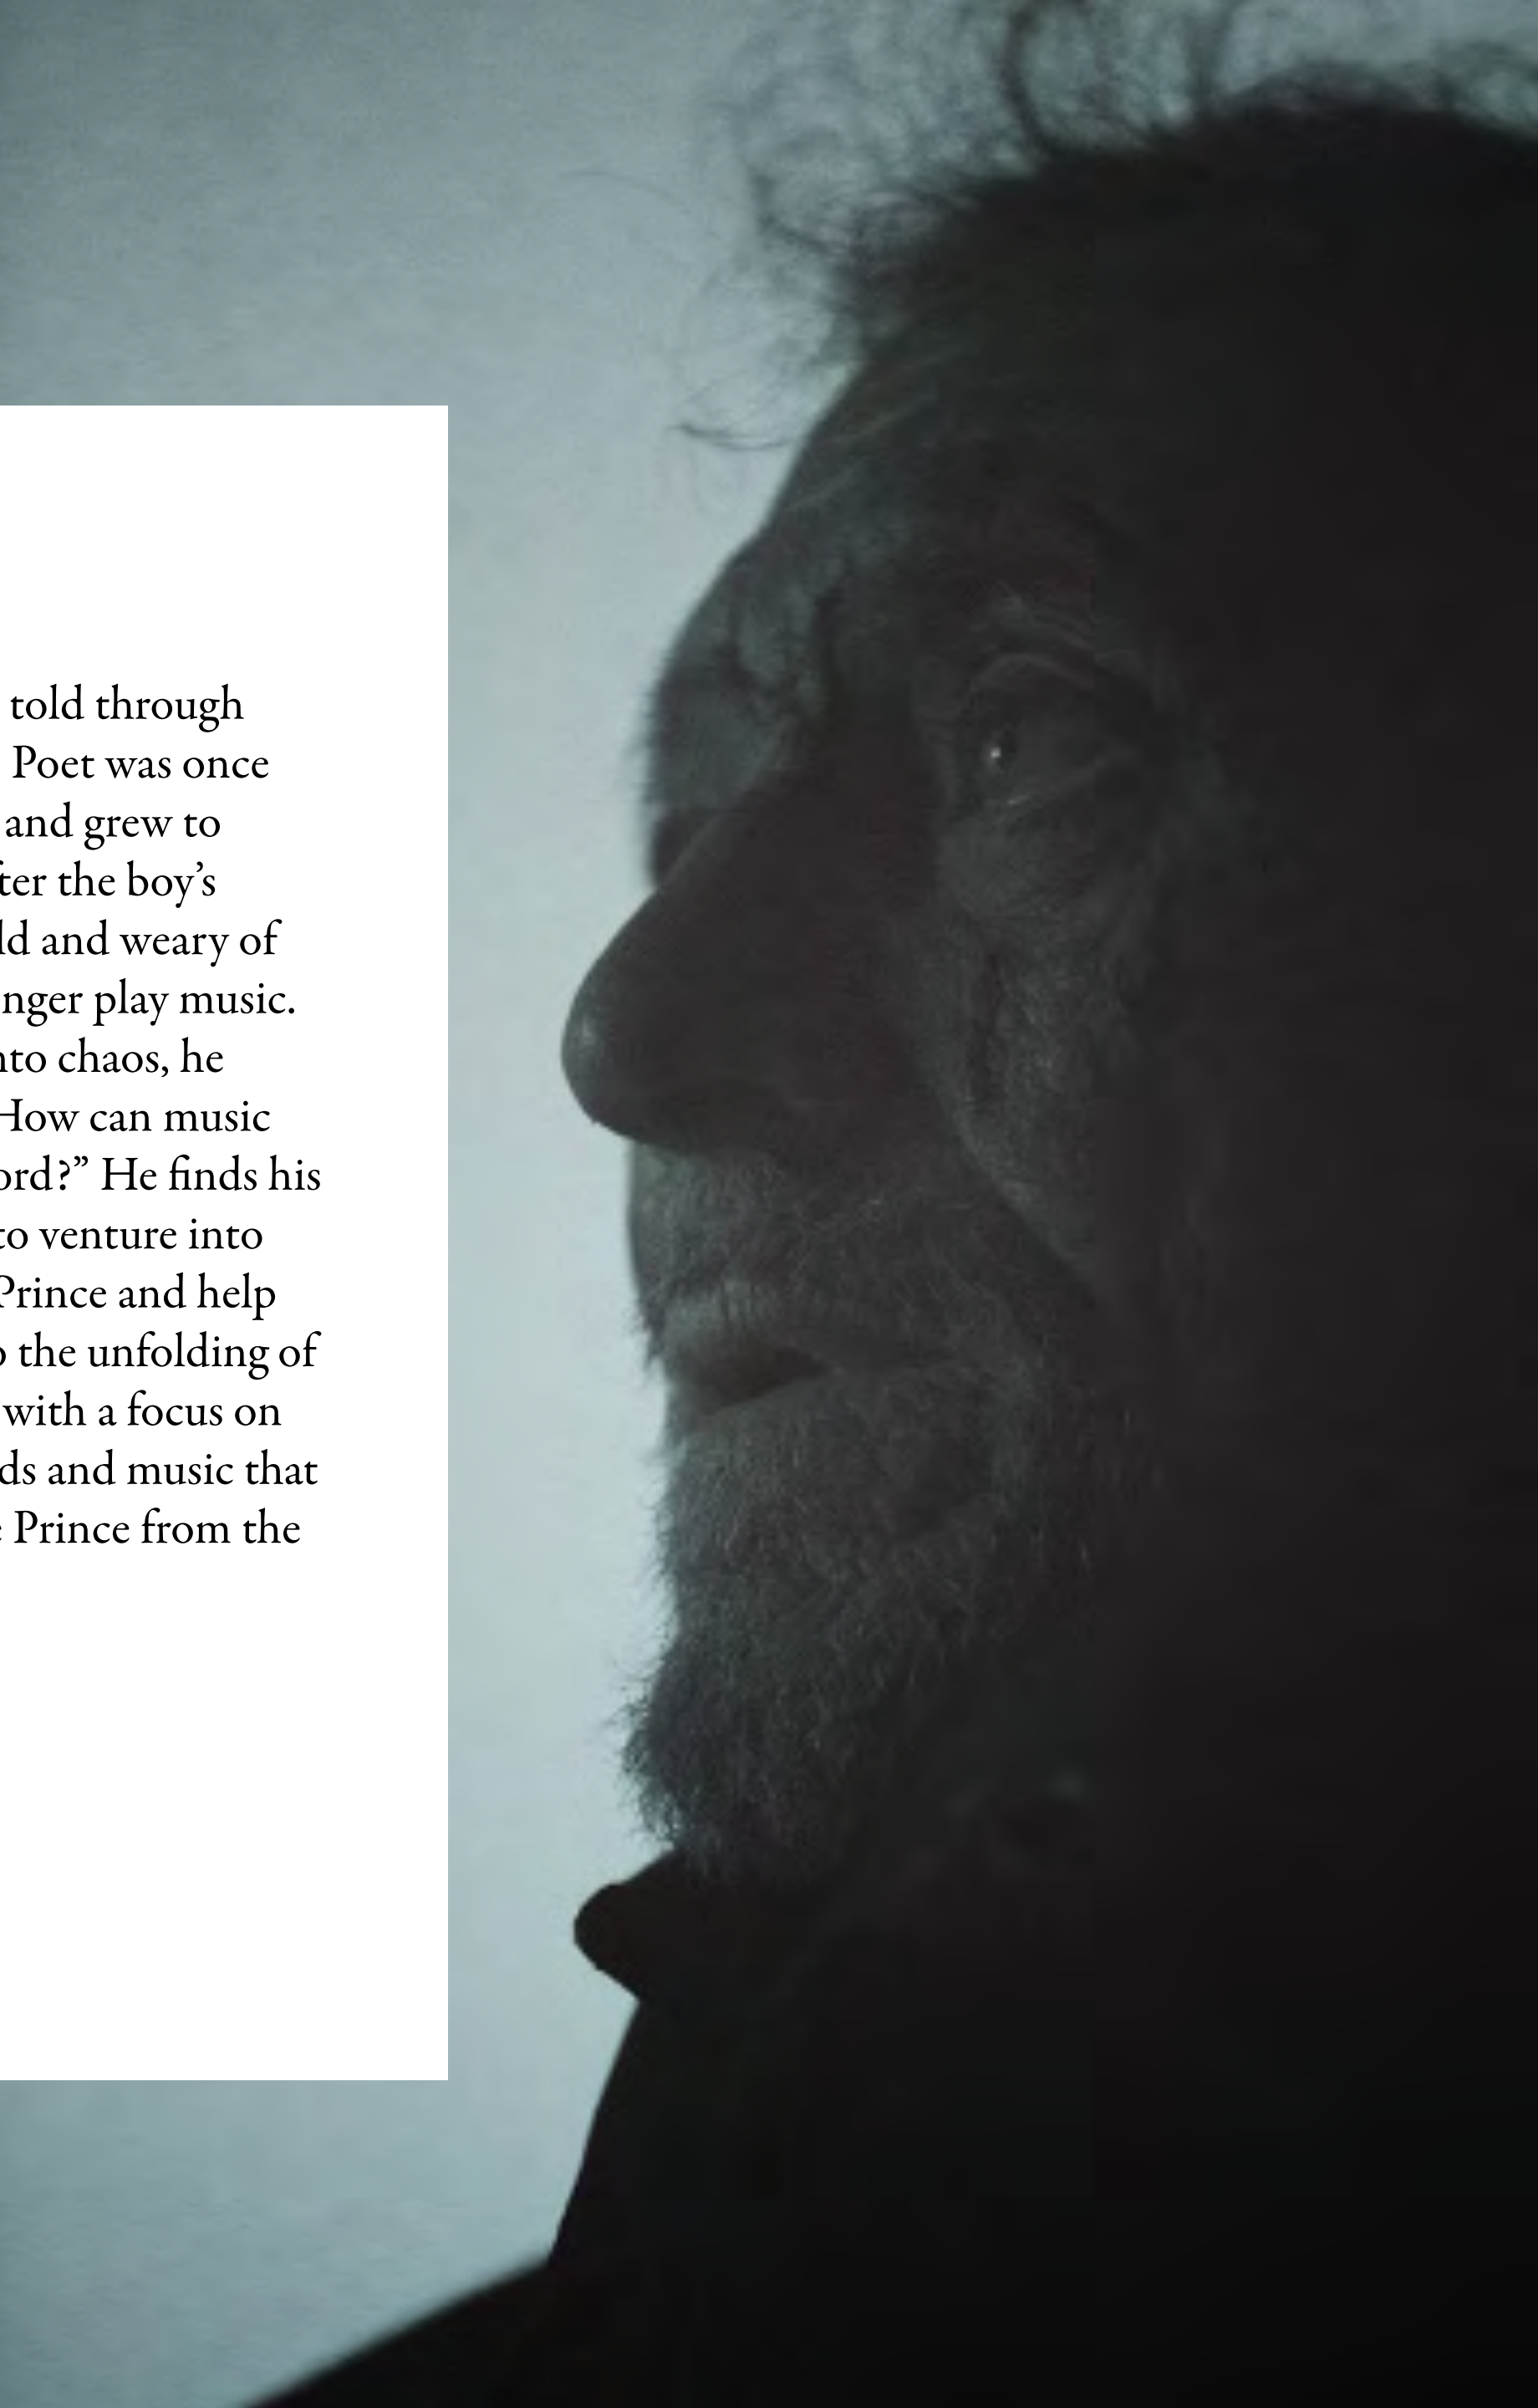 told through
Poet was once
and grew to
ter the boy’s
ld and weary of
nger play music.
nto chaos, he
How can music
ord?” He finds his
to venture into
Prince and help
o the unfolding of
with a focus on
ds and music that
e Prince from the